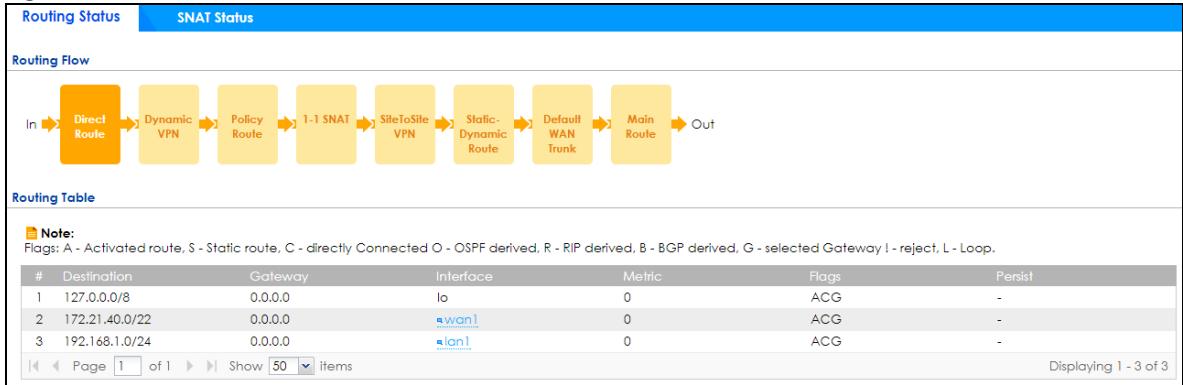 Routing Status SNAT Status
Routing Flow
In Direct Route Dynamic VPN Policy Route 1-1 SNAT SiteToSite VPN Static-Dynamic Route Default WAN Trunk Main Route Out
Routing Table
Note:
Flags: A - Activated route, S - Static route, C - directly Connected O - OSPF derived, R - RIP derived, B - BGP derived, G - selected Gateway ! - reject, L - Loop.
# Destination Gateway Interface Metric Flags Persist
1 127.0.0.0/8 0.0.0.0 lo 0 ACG -
2 172.21.40.0/22 0.0.0.0 wan1 0 ACG -
3 192.168.1.0/24 0.0.0.0 lan1 0 ACG -
Page 1 of 1 Show 50 items Displaying 1 - 3 of 3